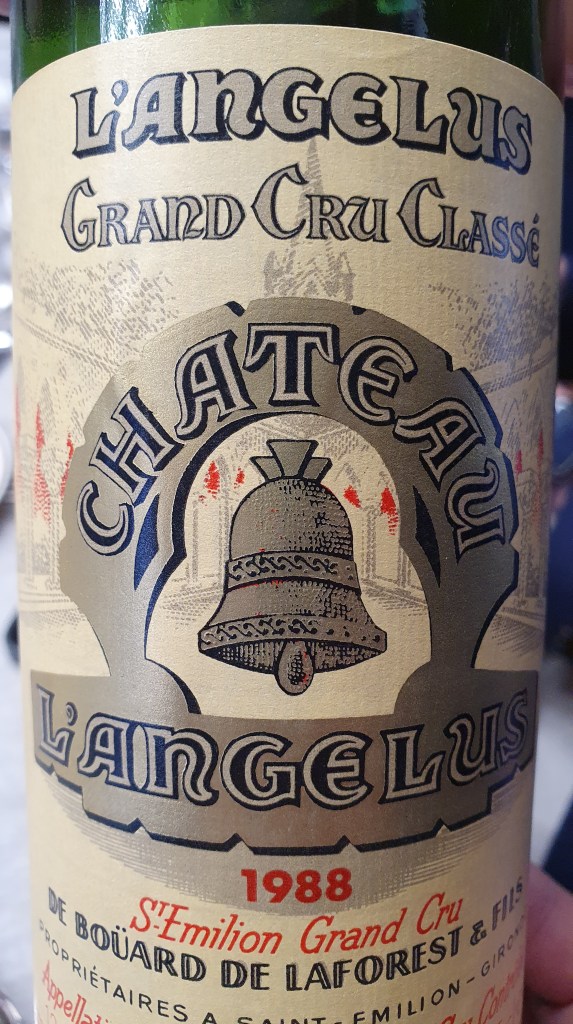 L'ANGELUS
GRAND CRU CLASSÉ
CHATEAU
L'ANGELUS
1988
ST Emilion Grand Cru
DE BOÜARD DE LAFOREST & FILS
PROPRIÉTAIRES A SAINT-EMILION-GIRONDE